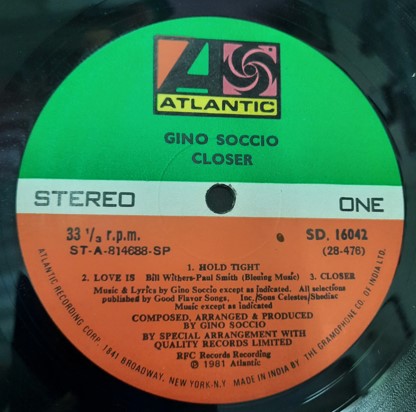 ATLANTIC
GINO SOCCIO
CLOSER
STEREO ONE
33 1/3 r.p.m. SD. 16042
ST-A-814688-SP (28-476)
1. HOLD TIGHT
2. LOVE IS Bill Withers-Paul Smith (Bleuing Music) 3. CLOSER
Music & Lyrics by Gino Soccio except as indicated. All selections
published by Good Flavor Songs, Inc./Sons Celestes/Shediac
Music except as indicated.
COMPOSED, ARRANGED & PRODUCED
BY GINO SOCCIO
BY SPECIAL ARRANGEMENT WITH
QUALITY RECORDS LIMITED
RFC Records Recording
℗ 1981 Atlantic
ATLANTIC RECORDING CORP. 1841 BROADWAY, NEW YORK-N.Y MADE IN INDIA BY THE GRAMOPHONE CO. OF INDIA LTD.